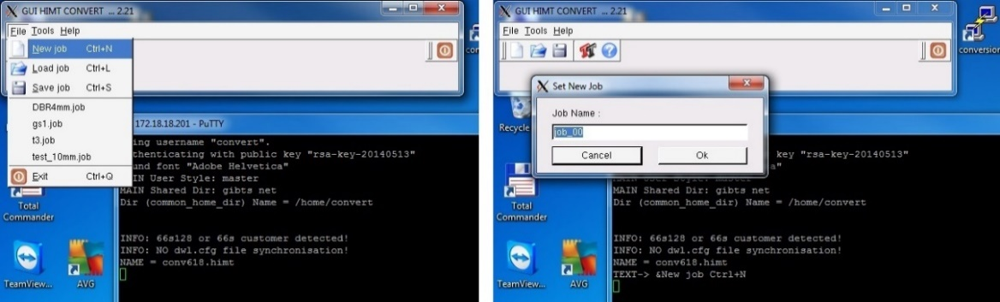 GUI HIMT CONVERT ... 2.21
File Tools Help
New job Ctrl+N
Load job Ctrl+L
Save job Ctrl+S
DBR4mm.job
gs1.job
t3.job
test_10mm.job
Exit Ctrl+Q
172.18.18.201 - PuTTY
ing username "convert".
thenticating with public key "rsa-key-20140513"
und font "Adobe Helvetica"
IN User Style: master
MAIN Shared Dir: gibts net
Dir (common_home_dir) Name = /home/convert
INFO: 66s128 or 66s customer detected!
INFO: NO dwl.cfg file synchronisation!
NAME = conv618.himt
Total
Commander
TeamView...
AVG
GUI HIMT CONVERT ... 2.21
File Tools Help
conversion
Set New Job
Job Name :
job_00
Cancel
Ok
Recycle
key "rsa-key-20140513"
MAIN Shared Dir: gibts net
Dir (common_home_dir) Name = /home/convert
INFO: 66s128 or 66s customer detected!
INFO: NO dwl.cfg file synchronisation!
NAME = conv618.himt
TEXT-> &New job Ctrl+N
Total
Commander
TeamView...
AVG